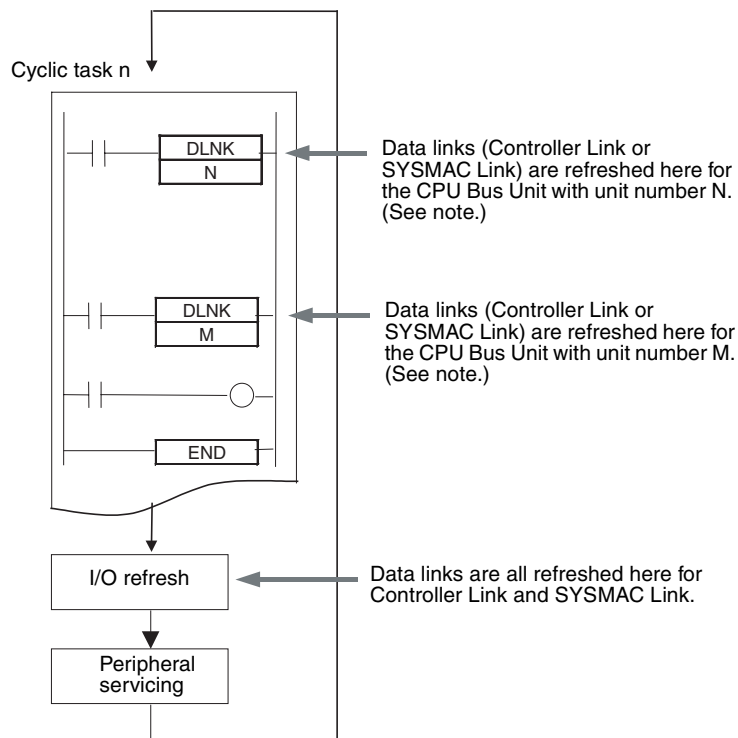 Cyclic task n
DLNK
N
Data links (Controller Link or
SYSMAC Link) are refreshed here for
the CPU Bus Unit with unit number N.
(See note.)
DLNK
M
Data links (Controller Link or
SYSMAC Link) are refreshed here for
the CPU Bus Unit with unit number M.
(See note.)
END
I/O refresh
Data links are all refreshed here for
Controller Link and SYSMAC Link.
Peripheral
servicing